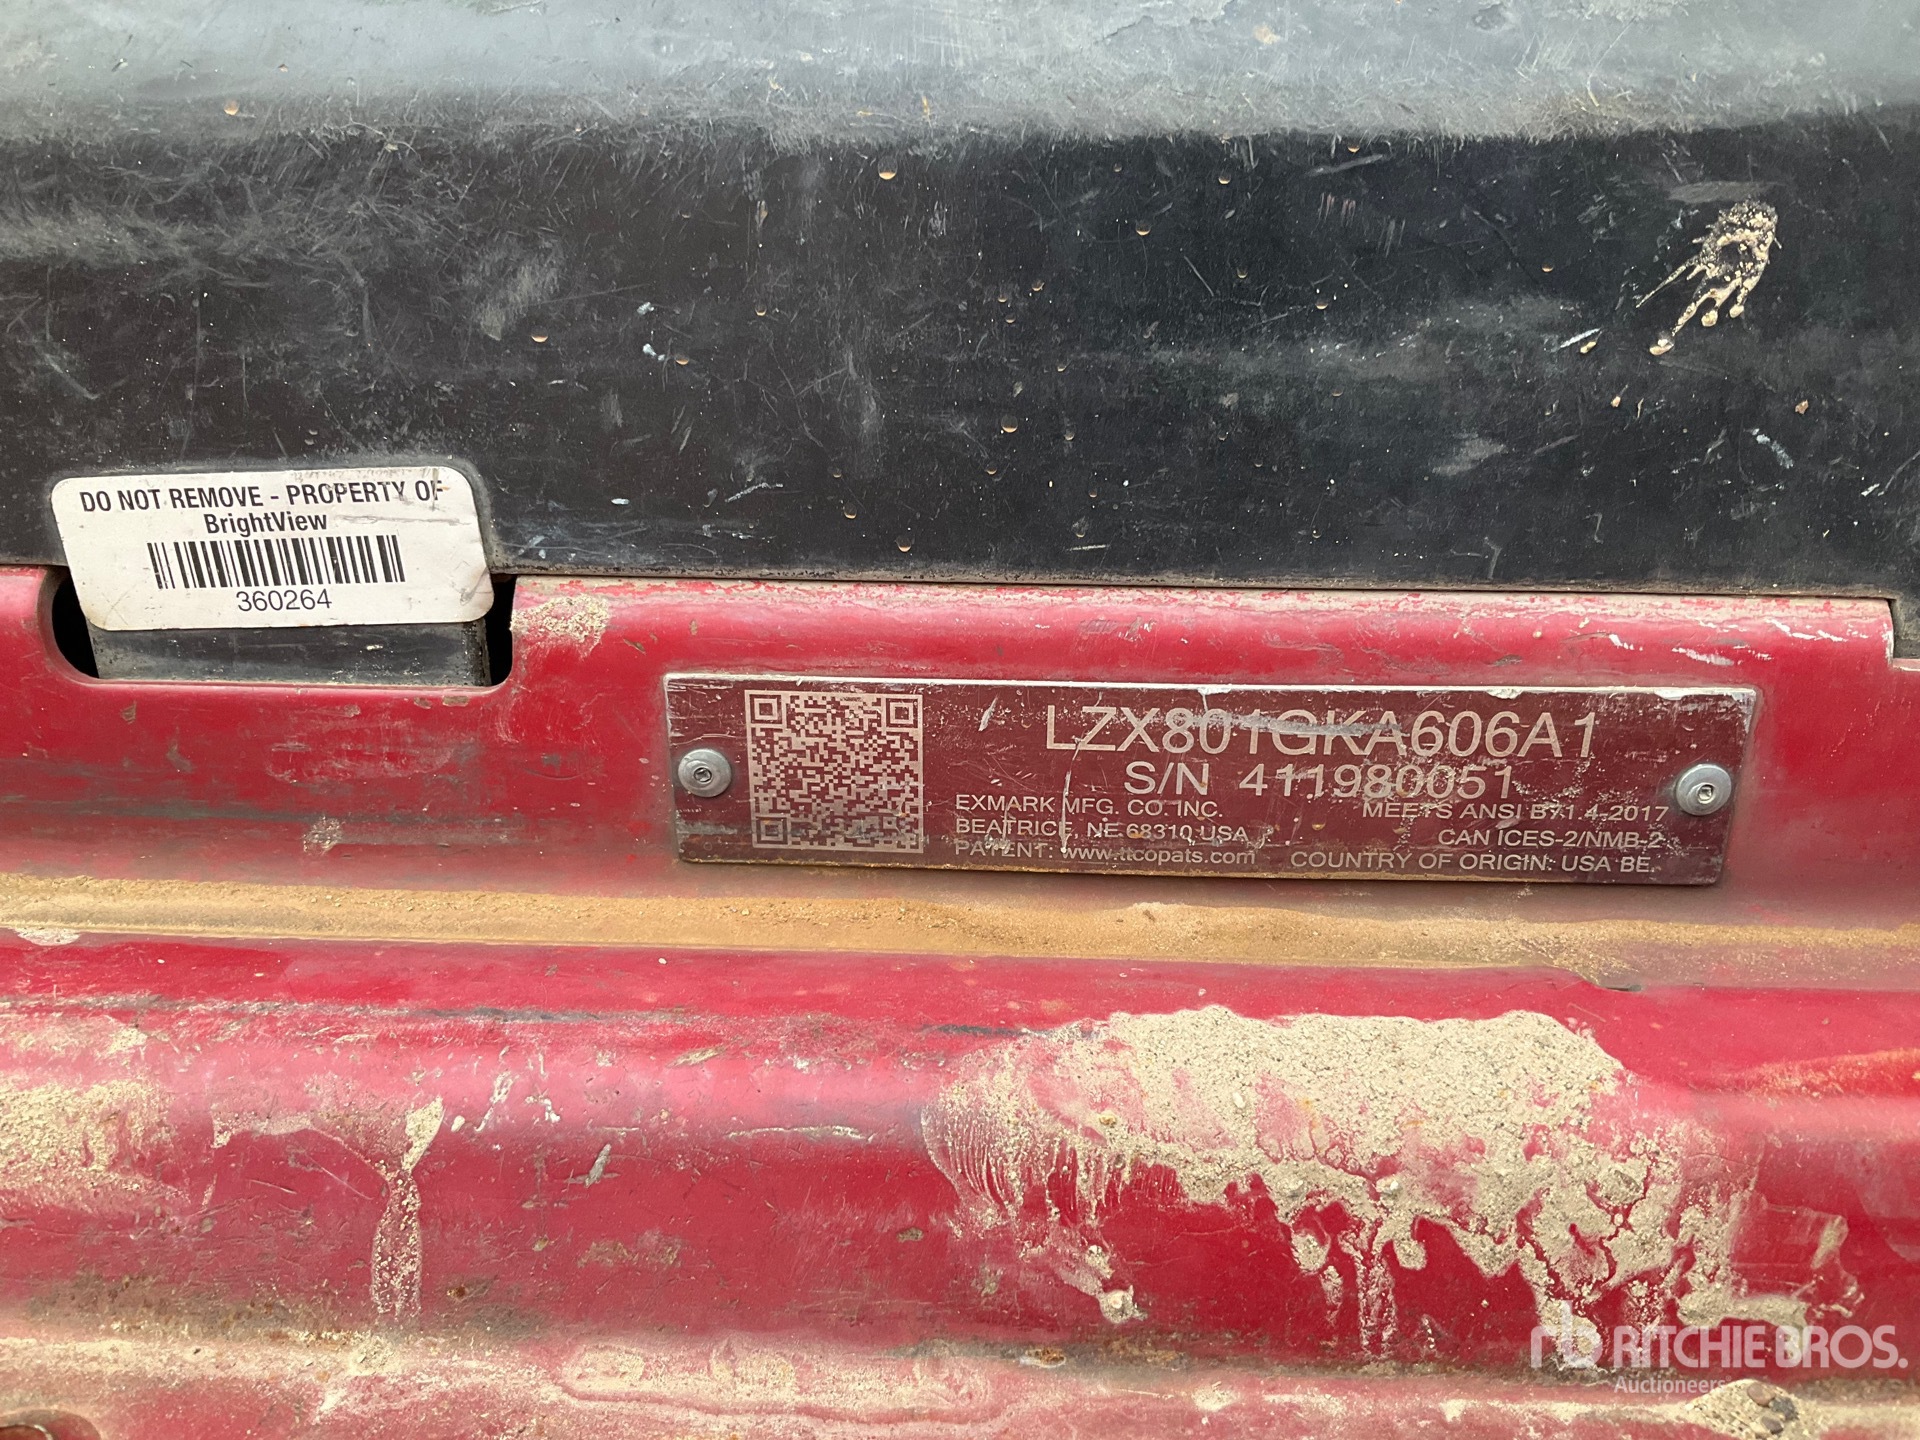 DO NOT REMOVE - PROPERTY OF
BrightView
360264
LZX801GKA606A1
S/N 411980051
EXMARK MFG. CO. INC.
BEATRICE, NE 68310 USA
PATENT: www.ttcopats.com
MEETS ANSI B71.4-2017
CAN ICES-2/NMB-2
COUNTRY OF ORIGIN: USA BE.
rb RITCHIE BROS.
Auctioneers